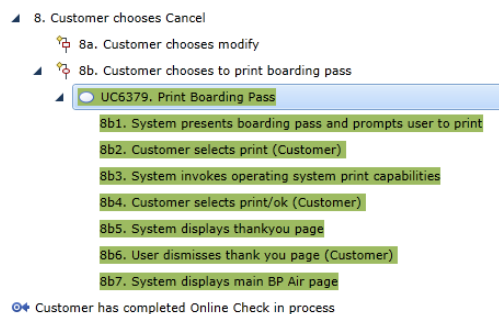 8. Customer chooses Cancel
8a. Customer chooses modify
8b. Customer chooses to print boarding pass
UC6379. Print Boarding Pass
8b1. System presents boarding pass and prompts user to print
8b2. Customer selects print (Customer)
8b3. System invokes operating system print capabilities
8b4. Customer selects print/ok (Customer)
8b5. System displays thankyou page
8b6. User dismisses thank you page (Customer)
8b7. System displays main BP Air page
Customer has completed Online Check in process